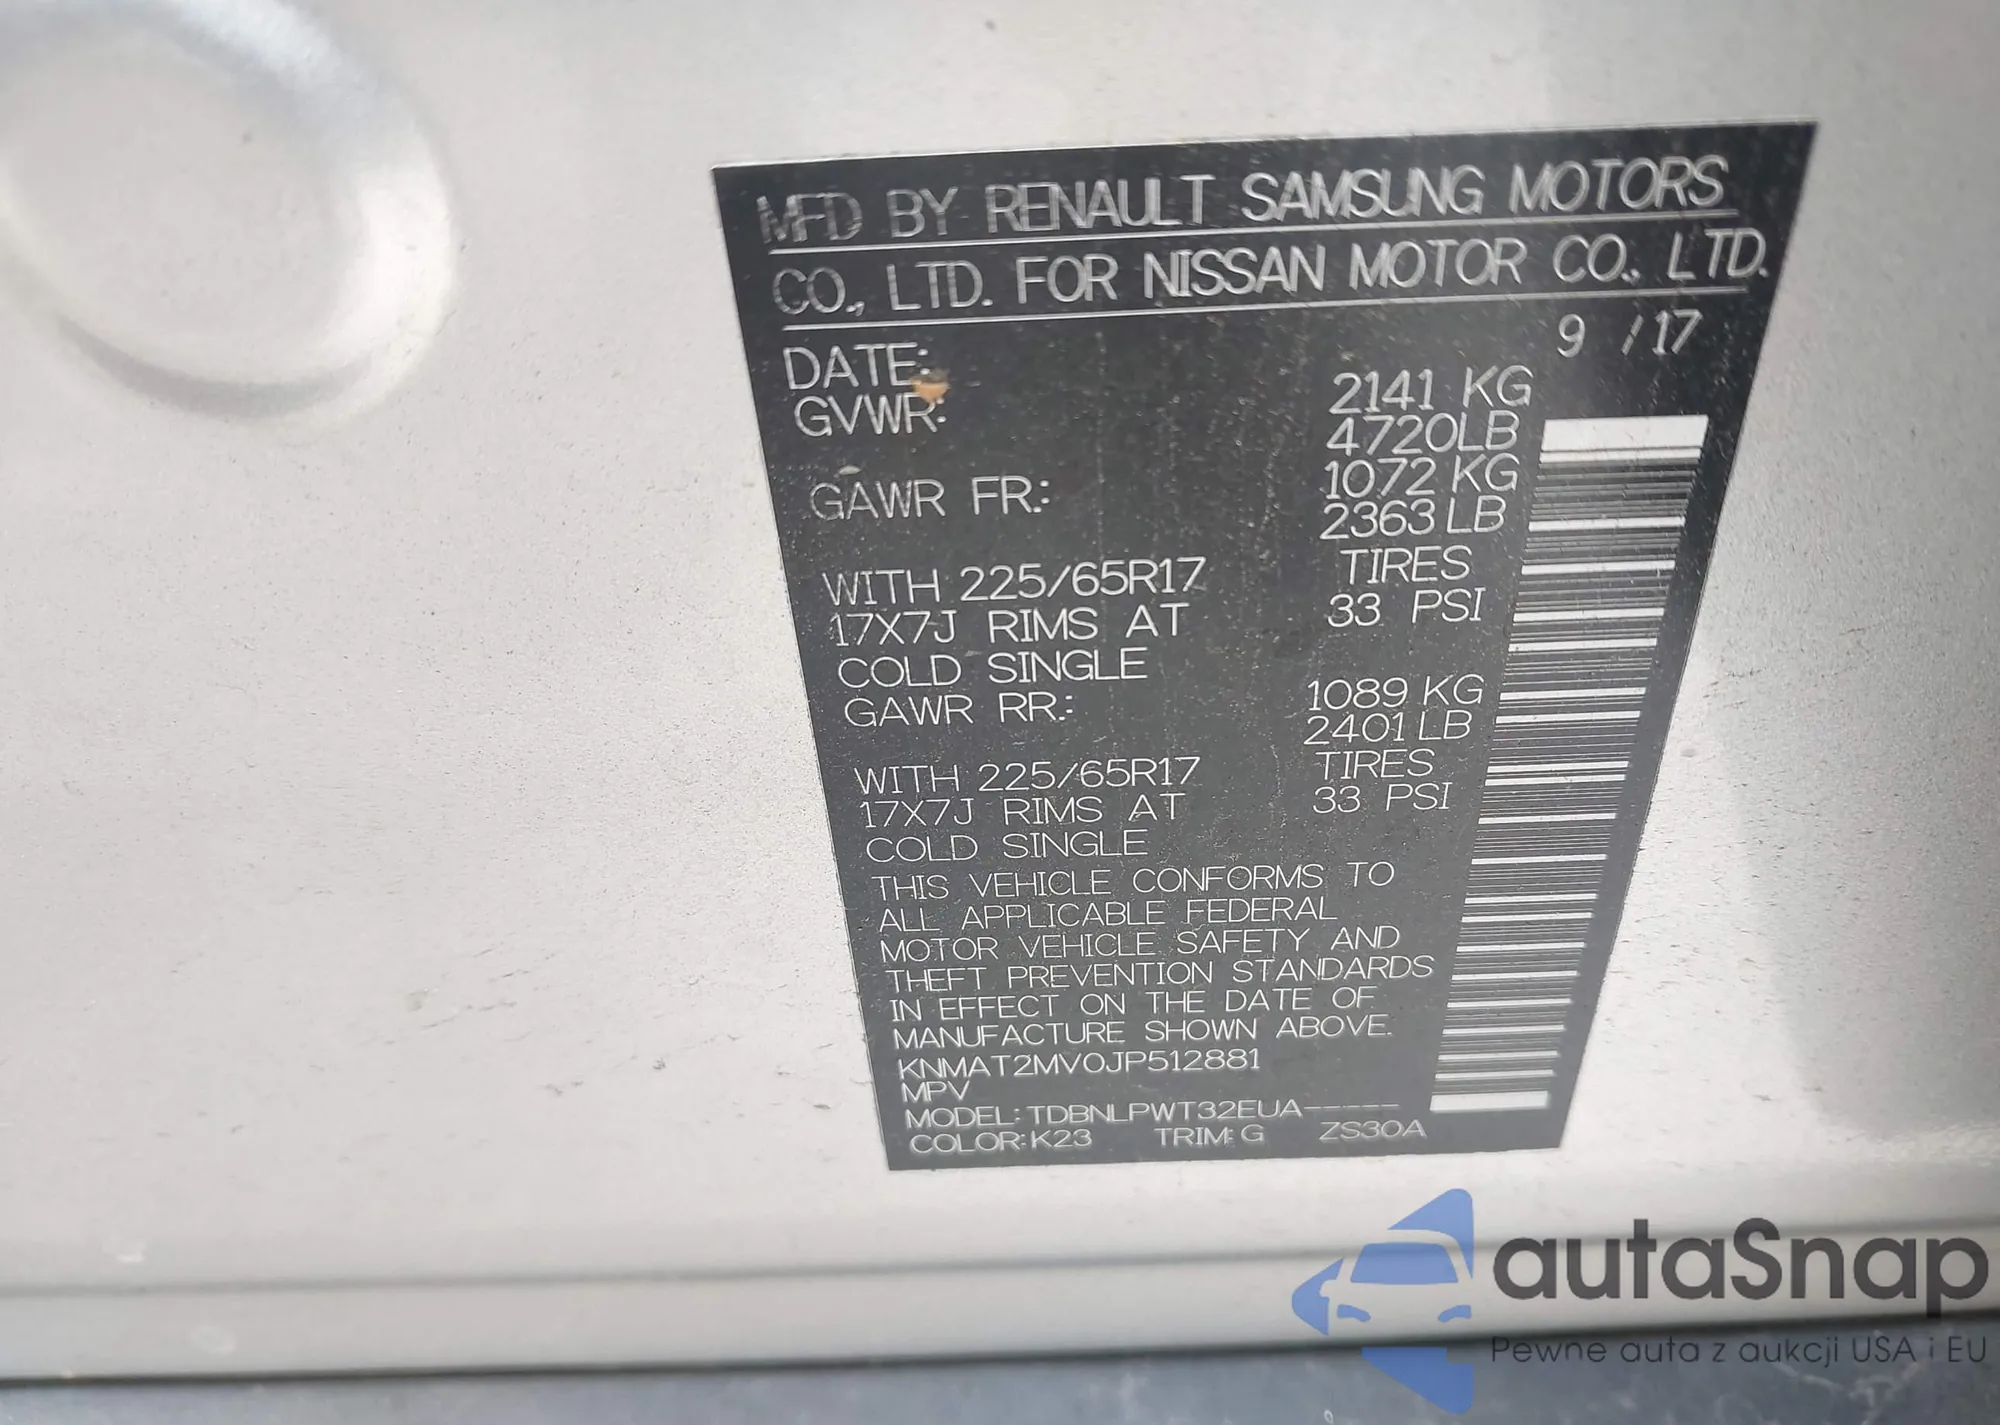 MFD BY RENAULT SAMSUNG MOTORS
CO., LTD. FOR NISSAN MOTOR CO., LTD.
DATE: 9 /17
GVWR: 2141 KG
4720LB
GAWR FR.: 1072 KG
2363 LB
WITH 225/65R17 TIRES
17X7J RIMS AT 33 PSI
COLD SINGLE
GAWR RR.: 1089 KG
2401 LB
WITH 225/65R17 TIRES
17X7J RIMS AT 33 PSI
COLD SINGLE
THIS VEHICLE CONFORMS TO
ALL APPLICABLE FEDERAL
MOTOR VEHICLE SAFETY AND
THEFT PREVENTION STANDARDS
IN EFFECT ON THE DATE OF
MANUFACTURE SHOWN ABOVE.
KNMAT2MV0JP512881
MPV
MODEL: TDBNLPWT32EUA-----
COLOR: K23 TRIM: G ZS30A
autaSnap
Pewne auta z aukcji USA i EU